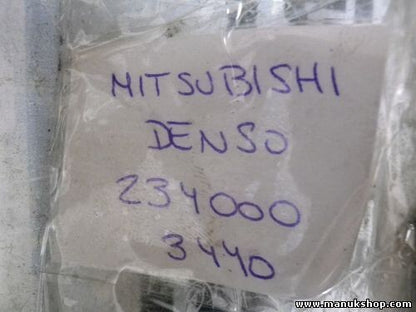 MITSUBISHI
DENSO
234000
3440
www.manukshop.com